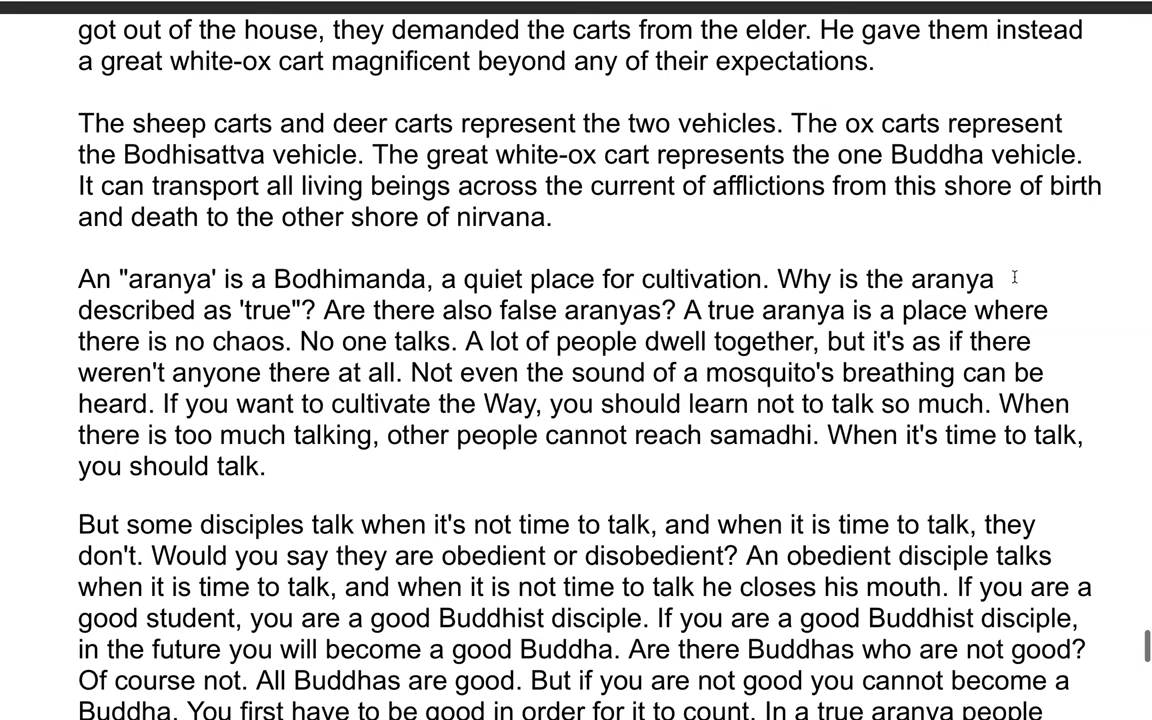 got out of the house, they demanded the carts from the elder. He gave them instead
a great white-ox cart magnificent beyond any of their expectations.
The sheep carts and deer carts represent the two vehicles. The ox carts represent
the Bodhisattva vehicle. The great white-ox cart represents the one Buddha vehicle.
It can transport all living beings across the current of afflictions from this shore of birth
and death to the other shore of nirvana.
An "aranya' is a Bodhimanda, a quiet place for cultivation. Why is the aranya
described as 'true"? Are there also false aranyas? A true aranya is a place where
there is no chaos. No one talks. A lot of people dwell together, but it's as if there
weren't anyone there at all. Not even the sound of a mosquito's breathing can be
heard. If you want to cultivate the Way, you should learn not to talk so much. When
there is too much talking, other people cannot reach samadhi. When it's time to talk,
you should talk.
But some disciples talk when it's not time to talk, and when it is time to talk, they
don't. Would you say they are obedient or disobedient? An obedient disciple talks
when it is time to talk, and when it is not time to talk he closes his mouth. If you are a
good student, you are a good Buddhist disciple. If you are a good Buddhist disciple,
in the future you will become a good Buddha. Are there Buddhas who are not good?
Of course not. All Buddhas are good. But if you are not good you cannot become a
Buddha. You first have to be good in order for it to count. In a true aranya people